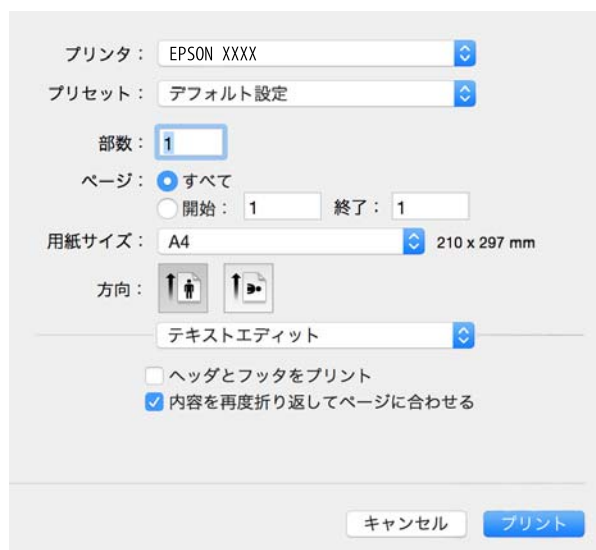 プリンタ： EPSON XXXX
プリセット： デフォルト設定
部数： 1
ページ： すべて
開始： 1 終了： 1
用紙サイズ： A4 210 x 297 mm
方向：
テキストエディット
ヘッダとフッタをプリント
内容を再度折り返してページに合わせる
キャンセル プリント